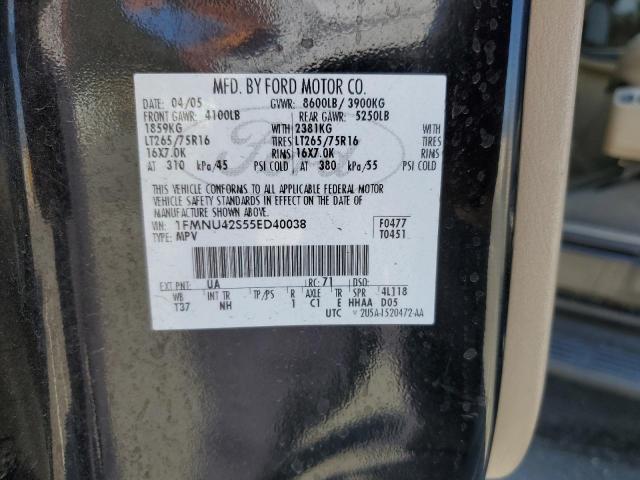 MFD. BY FORD MOTOR CO.
DATE: 04/05 GVWR: 8600LB/ 3900KG
FRONT GAWR: 4100LB REAR GAWR: 5250LB
1859KG WITH 2381KG WITH
LT265/75R16 TIRES LT265/75R16 TIRES
16X7.0K RIMS 16X7.0K RIMS
AT 310 kPa/45 PSI COLD AT 380 kPa/55 PSI COLD
THIS VEHICLE CONFORMS TO ALL APPLICABLE FEDERAL MOTOR
VEHICLE SAFETY STANDARDS IN EFFECT ON THE DATE OF
MANUFACTURE SHOWN ABOVE.
VIN: 1FMNU42S55ED40038 F0477
TYPE: MPV T0451
EXT PNT: UA RC: 71 DSO:
WB INT TR TP/PS R AXLE TR SPR 4L118
T37 NH 1 C1 E HHAA D05
UTC 2U5A-1520472-AA